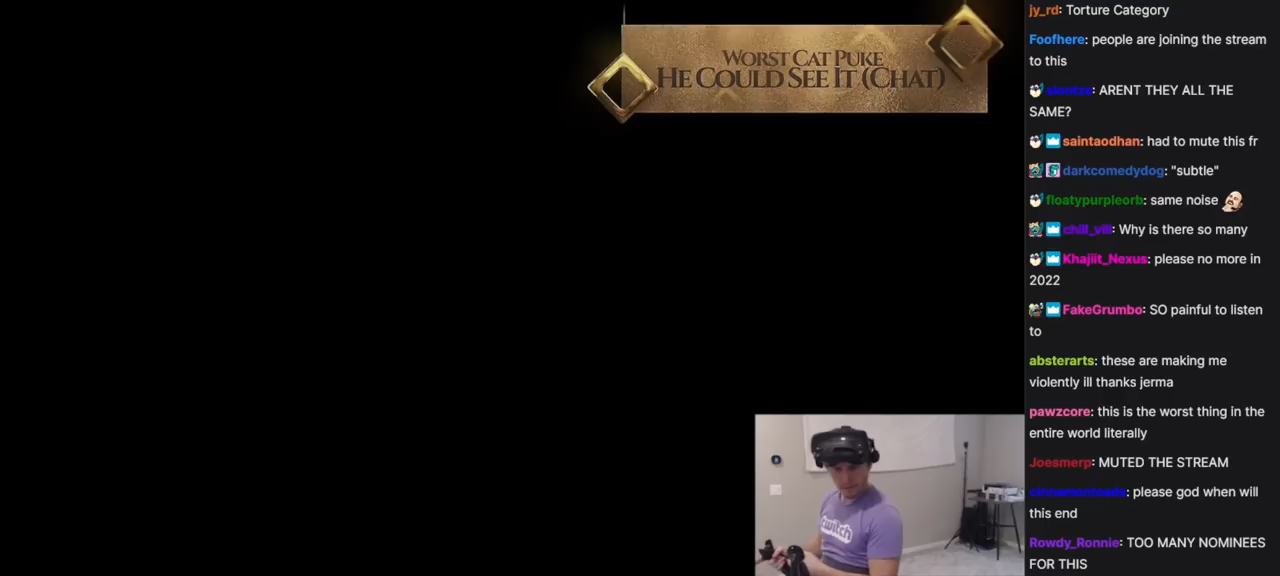 WORST CAT PUKE
HE COULD SEE IT (CHAT)
jy_rd: Torture Category
Foofhere: people are joining the stream
to this
: ARENT THEY ALL THE
SAME?
saintaodhan: had to mute this fr
darkcomedydog: "subtle"
floatypurpleorb: same noise
chill_vill: Why is there so many
Khajiit_Nexus: please no more in
2022
FakeGrumbo: SO painful to listen
to
absterarts: these are making me
violently ill thanks jerma
pawzcore: this is the worst thing in the
entire world literally
Joesmerp: MUTED THE STREAM
cinnamontoads: please god when will
this end
Rowdy_Ronnie: TOO MANY NOMINEES
FOR THIS
twitch